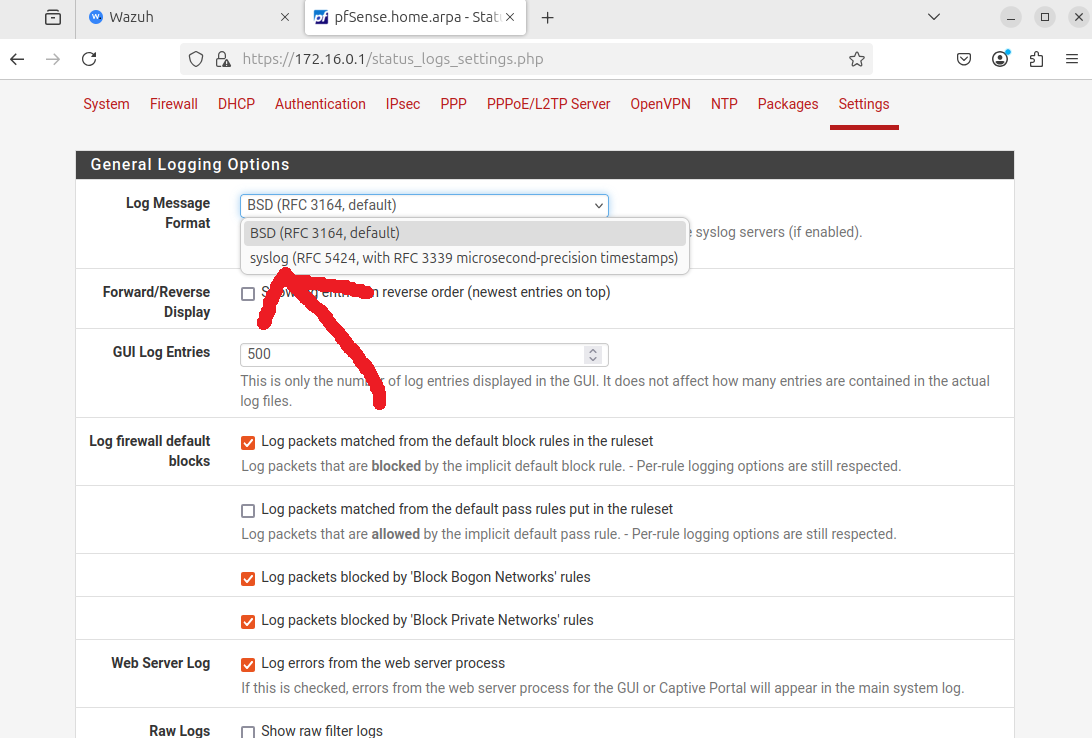 Wazuh
pfSense.home.arpa - Stat
https://172.16.0.1/status_logs_settings.php
System Firewall DHCP Authentication IPsec PPP PPPoE/L2TP Server OpenVPN NTP Packages Settings
General Logging Options
Log Message Format
BSD (RFC 3164, default)
BSD (RFC 3164, default)
syslog servers (if enabled).
syslog (RFC 5424, with RFC 3339 microsecond-precision timestamps)
Forward/Reverse Display
reverse order (newest entries on top)
GUI Log Entries
500
This is only the number of log entries displayed in the GUI. It does not affect how many entries are contained in the actual
log files.
Log firewall default blocks
Log packets matched from the default block rules in the ruleset
Log packets that are blocked by the implicit default block rule. - Per-rule logging options are still respected.
Log packets matched from the default pass rules put in the ruleset
Log packets that are allowed by the implicit default pass rule. - Per-rule logging options are still respected.
Log packets blocked by 'Block Bogon Networks' rules
Log packets blocked by 'Block Private Networks' rules
Web Server Log
Log errors from the web server process
If this is checked, errors from the web server process for the GUI or Captive Portal will appear in the main system log.
Raw Logs
Show raw filter logs